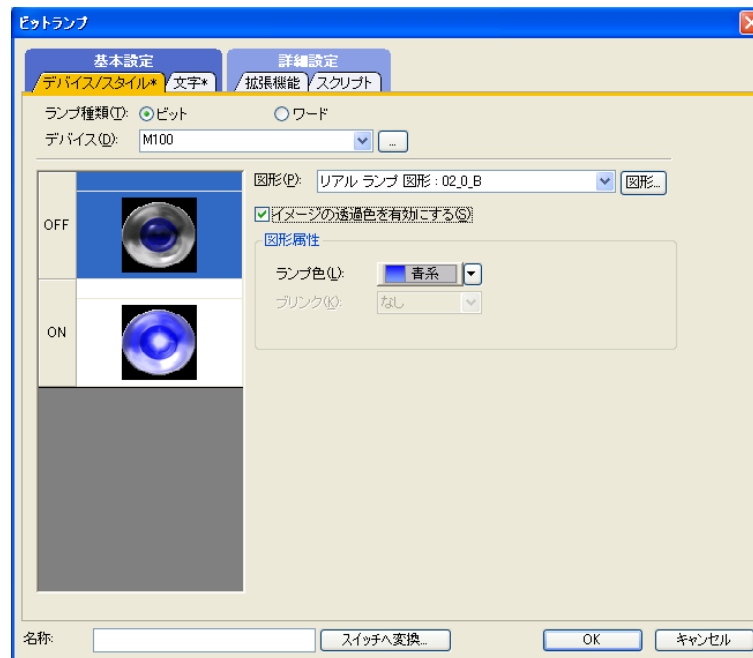 ビットランプ
基本設定
詳細設定
デバイス/スタイル*
文字*
拡張機能
スクリプト
ランプ種類(T):
ビット
ワード
デバイス(D):
M100
...
OFF
ON
図形(P):
リアル ランプ 図形 : 02_0_B
図形...
イメージの透過色を有効にする(S)
図形属性
ランプ色(L):
青系
ブリンク(K):
なし
名称:
スイッチへ変換...
OK
キャンセル